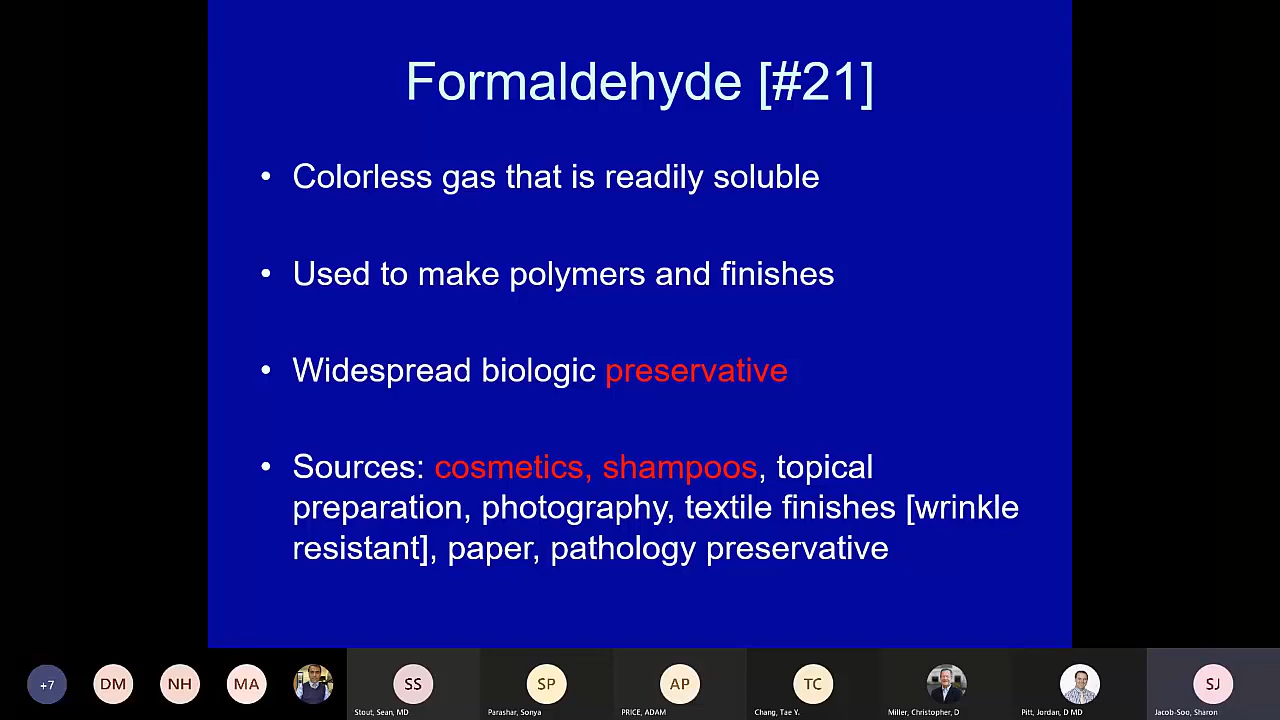 Formaldehyde [#21]
• Colorless gas that is readily soluble
• Used to make polymers and finishes
• Widespread biologic preservative
• Sources: cosmetics, shampoos, topical
preparation, photography, textile finishes [wrinkle
resistant], paper, pathology preservative
+7
DM
NH
MA
SS
SP
AP
TC
SJ
Stout, Sean, MD
Parashar, Sonya
PRICE, ADAM
Chang, Tae Y.
Miller, Christopher, D
Pitt, Jordan, D MD
Jacob-Soo, Sharon